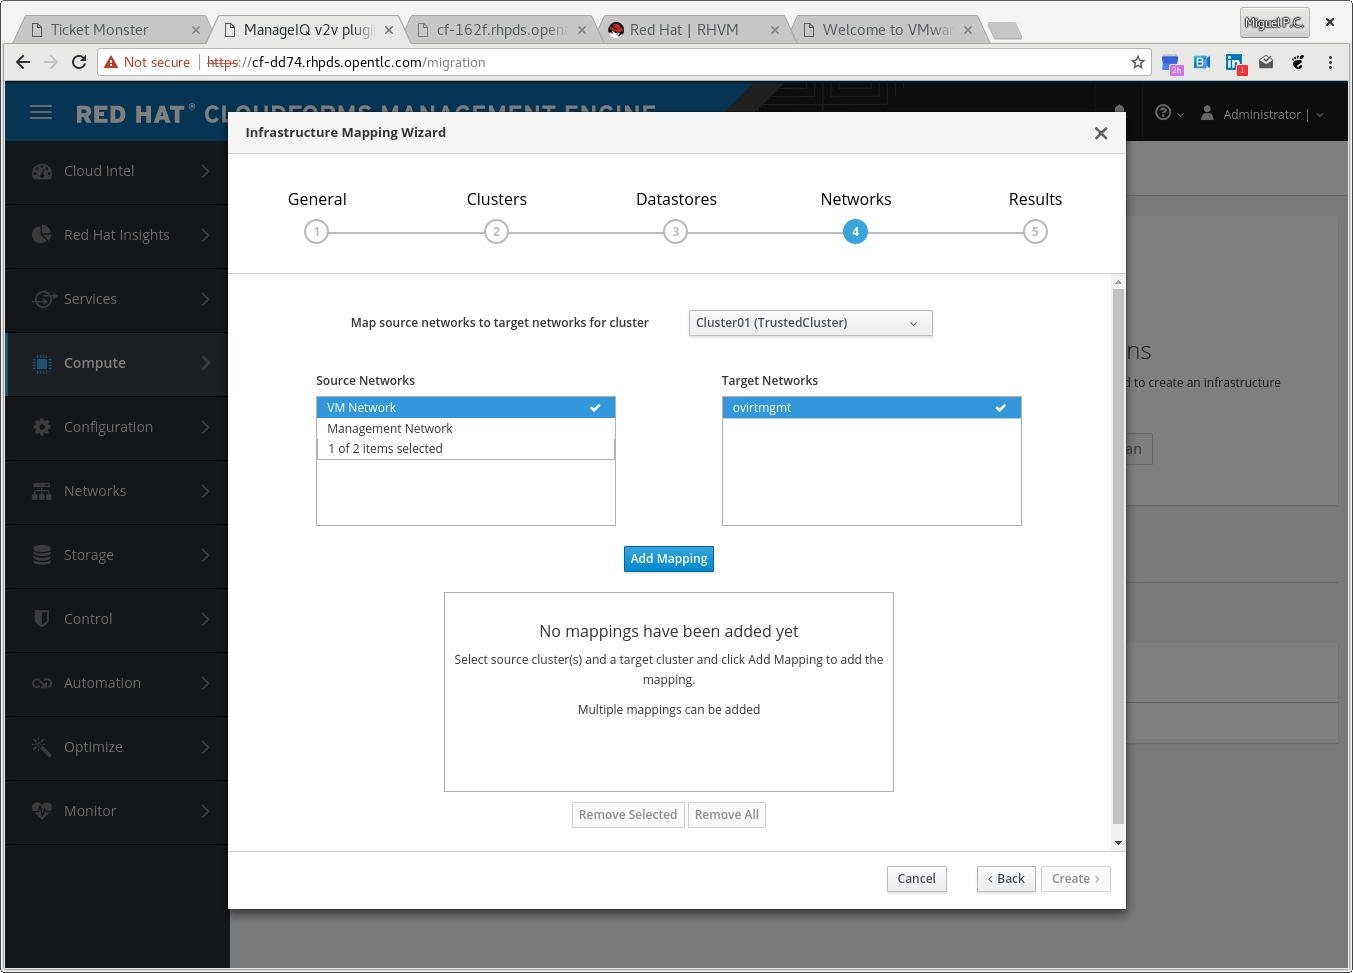 Ticket Monster
ManageIQ v2v plugin
cf-162f.rhpds.opent
Red Hat | RHVM
Welcome to VMwar
Miguel P.C.
Not secure
https://cf-dd74.rhpds.opentlc.com/migration
2h
1
RED HAT® CLOUDFORMS MANAGEMENT ENGINE
Administrator |
Cloud Intel
Red Hat Insights
Services
Compute
Configuration
Networks
Storage
Control
Automation
Optimize
Monitor
Infrastructure Mapping Wizard
General
Clusters
Datastores
Networks
Results
1
2
3
4
5
Map source networks to target networks for cluster
Cluster01 (TrustedCluster)
Source Networks
VM Network
Management Network
1 of 2 items selected
Target Networks
ovirtmgmt
Add Mapping
No mappings have been added yet
Select source cluster(s) and a target cluster and click Add Mapping to add the
mapping.
Multiple mappings can be added
Remove Selected
Remove All
Cancel
‹ Back
Create ›
ns
d to create an infrastructure
an